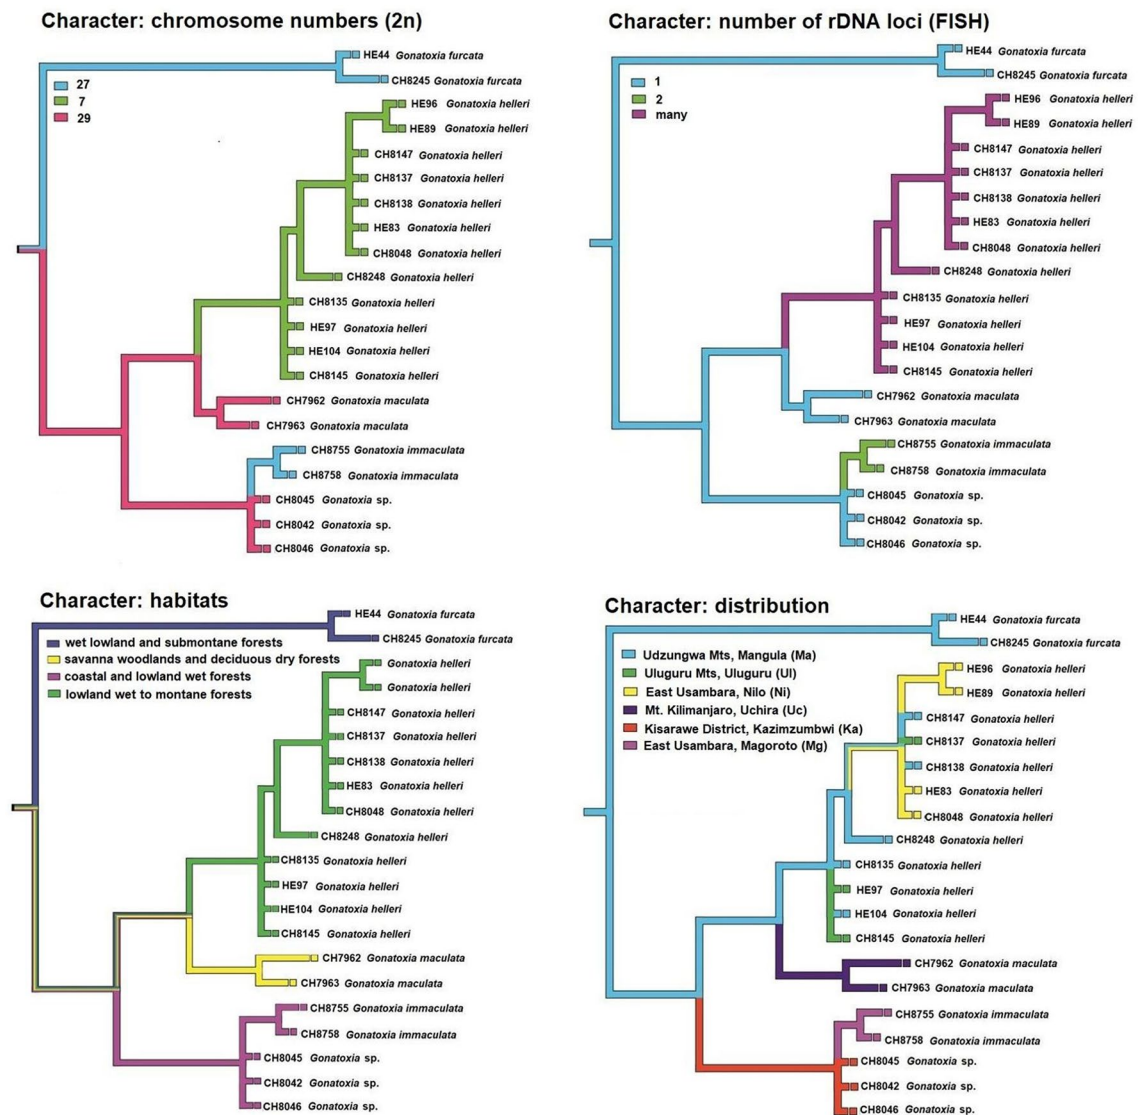 Character: chromosome numbers (2n)
27
7
29
HE44 Gonatoxia furcata
CH8245 Gonatoxia furcata
HE96 Gonatoxia helleri
HE89 Gonatoxia helleri
CH8147 Gonatoxia helleri
CH8137 Gonatoxia helleri
CH8138 Gonatoxia helleri
HE83 Gonatoxia helleri
CH8048 Gonatoxia helleri
CH8248 Gonatoxia helleri
CH8135 Gonatoxia helleri
HE97 Gonatoxia helleri
HE104 Gonatoxia helleri
CH8145 Gonatoxia helleri
CH7962 Gonatoxia maculata
CH7963 Gonatoxia maculata
CH8755 Gonatoxia immaculata
CH8758 Gonatoxia immaculata
CH8045 Gonatoxia sp.
CH8042 Gonatoxia sp.
CH8046 Gonatoxia sp.
Character: number of rDNA loci (FISH)
1
2
many
HE44 Gonatoxia furcata
CH8245 Gonatoxia furcata
HE96 Gonatoxia helleri
HE89 Gonatoxia helleri
CH8147 Gonatoxia helleri
CH8137 Gonatoxia helleri
CH8138 Gonatoxia helleri
HE83 Gonatoxia helleri
CH8048 Gonatoxia helleri
CH8248 Gonatoxia helleri
CH8135 Gonatoxia helleri
HE97 Gonatoxia helleri
HE104 Gonatoxia helleri
CH8145 Gonatoxia helleri
CH7962 Gonatoxia maculata
CH7963 Gonatoxia maculata
CH8755 Gonatoxia immaculata
CH8758 Gonatoxia immaculata
CH8045 Gonatoxia sp.
CH8042 Gonatoxia sp.
CH8046 Gonatoxia sp.
Character: habitats
wet lowland and submontane forests
savanna woodlands and deciduous dry forests
coastal and lowland wet forests
lowland wet to montane forests
HE44 Gonatoxia furcata
CH8245 Gonatoxia furcata
Gonatoxia helleri
Gonatoxia helleri
CH8147 Gonatoxia helleri
CH8137 Gonatoxia helleri
CH8138 Gonatoxia helleri
HE83 Gonatoxia helleri
CH8048 Gonatoxia helleri
CH8248 Gonatoxia helleri
CH8135 Gonatoxia helleri
HE97 Gonatoxia helleri
HE104 Gonatoxia helleri
CH8145 Gonatoxia helleri
CH7962 Gonatoxia maculata
CH7963 Gonatoxia maculata
CH8755 Gonatoxia immaculata
CH8758 Gonatoxia immaculata
CH8045 Gonatoxia sp.
CH8042 Gonatoxia sp.
CH8046 Gonatoxia sp.
Character: distribution
Udzungwa Mts, Mangula (Ma)
Uluguru Mts, Uluguru (Ul)
East Usambara, Nilo (Ni)
Mt. Kilimanjaro, Uchira (Uc)
Kisarawe District, Kazimzumbwi (Ka)
East Usambara, Magoroto (Mg)
HE44 Gonatoxia furcata
CH8245 Gonatoxia furcata
HE96 Gonatoxia helleri
HE89 Gonatoxia helleri
CH8147 Gonatoxia helleri
CH8137 Gonatoxia helleri
CH8138 Gonatoxia helleri
HE83 Gonatoxia helleri
CH8048 Gonatoxia helleri
CH8248 Gonatoxia helleri
CH8135 Gonatoxia helleri
HE97 Gonatoxia helleri
HE104 Gonatoxia helleri
CH8145 Gonatoxia helleri
CH7962 Gonatoxia maculata
CH7963 Gonatoxia maculata
CH8755 Gonatoxia immaculata
CH8758 Gonatoxia immaculata
CH8045 Gonatoxia sp.
CH8042 Gonatoxia sp.
CH8046 Gonatoxia sp.